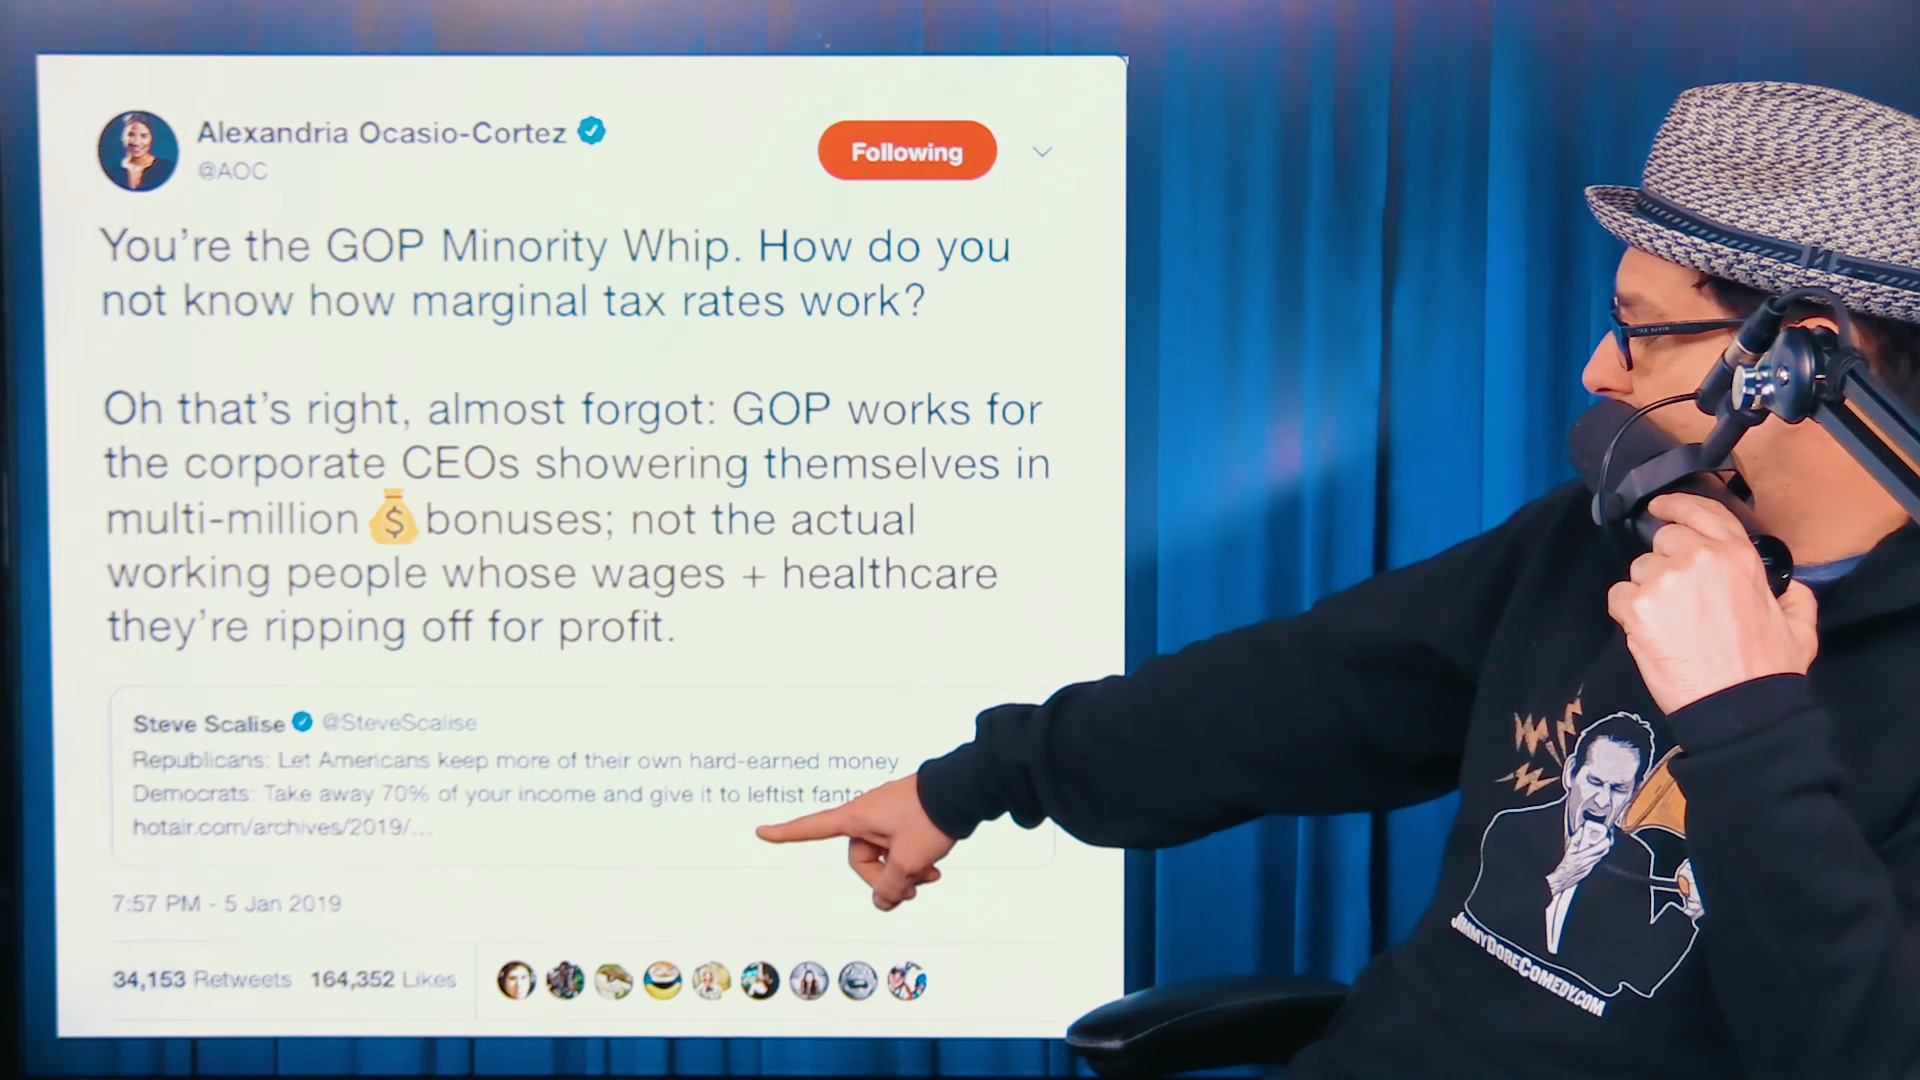 Alexandria Ocasio-Cortez
@AOC
Following
You're the GOP Minority Whip. How do you
not know how marginal tax rates work?
Oh that's right, almost forgot: GOP works for
the corporate CEOs showering themselves in
multi-million💰bonuses; not the actual
working people whose wages + healthcare
they're ripping off for profit.
Steve Scalise @SteveScalise
Republicans: Let Americans keep more of their own hard-earned money
Democrats: Take away 70% of your income and give it to leftist
hotair.com/archives/2019/...
7:57 PM - 5 Jan 2019
34,153 Retweets 164,352 Likes
JIMMYDORECOMEDY.COM